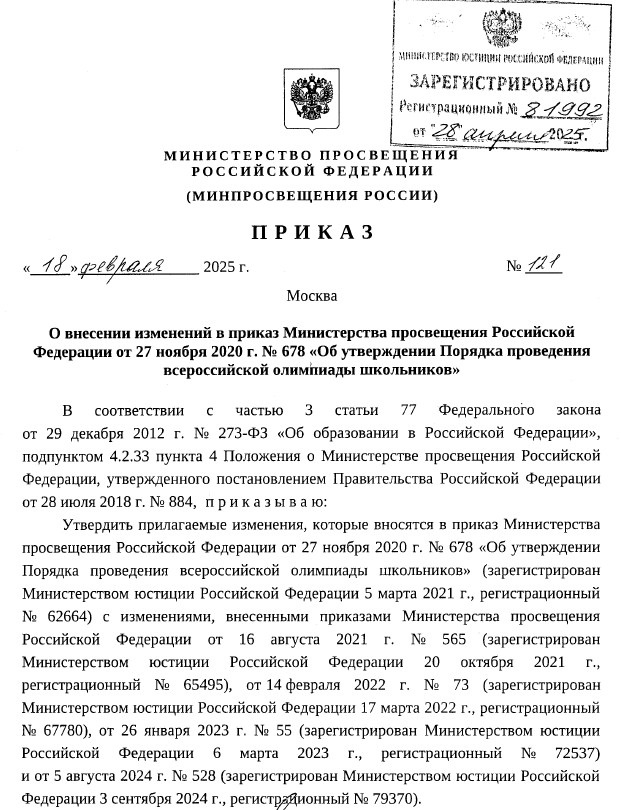 МИНИСТЕРСТВО ЮСТИЦИИ РОССИЙСКОЙ ФЕДЕРАЦИИ
ЗАРЕГИСТРИРОВАНО
Регистрационный № 81992
от "28" апреля 2025.
МИНИСТЕРСТВО ПРОСВЕЩЕНИЯ
РОССИЙСКОЙ ФЕДЕРАЦИИ
(МИНПРОСВЕЩЕНИЯ РОССИИ)
ПРИКАЗ
«18» февраля 2025 г. № 121
Москва
О внесении изменений в приказ Министерства просвещения Российской
Федерации от 27 ноября 2020 г. № 678 «Об утверждении Порядка проведения
всероссийской олимпиады школьников»
В соответствии с частью 3 статьи 77 Федерального закона
от 29 декабря 2012 г. № 273-ФЗ «Об образовании в Российской Федерации»,
подпунктом 4.2.33 пункта 4 Положения о Министерстве просвещения Российской
Федерации, утвержденного постановлением Правительства Российской Федерации
от 28 июля 2018 г. № 884, приказываю:
Утвердить прилагаемые изменения, которые вносятся в приказ Министерства
просвещения Российской Федерации от 27 ноября 2020 г. № 678 «Об утверждении
Порядка проведения всероссийской олимпиады школьников» (зарегистрирован
Министерством юстиции Российской Федерации 5 марта 2021 г., регистрационный
№ 62664) с изменениями, внесенными приказами Министерства просвещения
Российской Федерации от 16 августа 2021 г. № 565 (зарегистрирован
Министерством юстиции Российской Федерации 20 октября 2021 г.,
регистрационный № 65495), от 14 февраля 2022 г. № 73 (зарегистрирован
Министерством юстиции Российской Федерации 17 марта 2022 г., регистрационный
№ 67780), от 26 января 2023 г. № 55 (зарегистрирован Министерством юстиции
Российской Федерации 6 марта 2023 г., регистрационный № 72537)
и от 5 августа 2024 г. № 528 (зарегистрирован Министерством юстиции Российской
Федерации 3 сентября 2024 г., регистрационный № 79370).